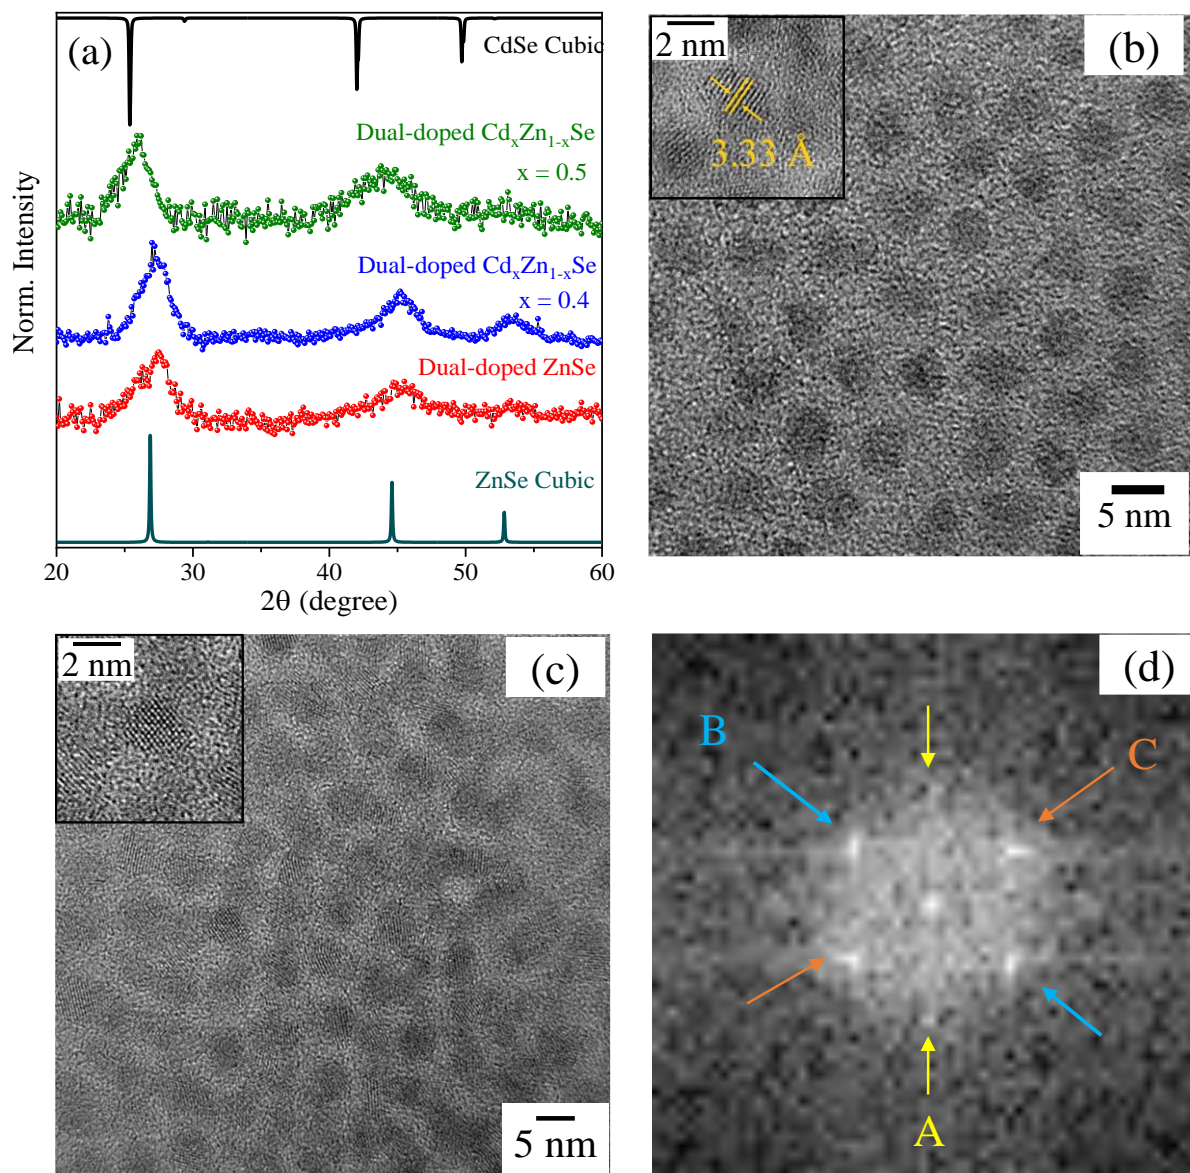 (a)
CdSe Cubic
Dual-doped CdₓZn₁₋ₓSe
x = 0.5
Dual-doped CdₓZn₁₋ₓSe
x = 0.4
Dual-doped ZnSe
ZnSe Cubic
Norm. Intensity
20 30 40 50 60
2θ (degree)
2 nm
(b)
3.33 Å
5 nm
2 nm
(c)
5 nm
(d)
B
C
A